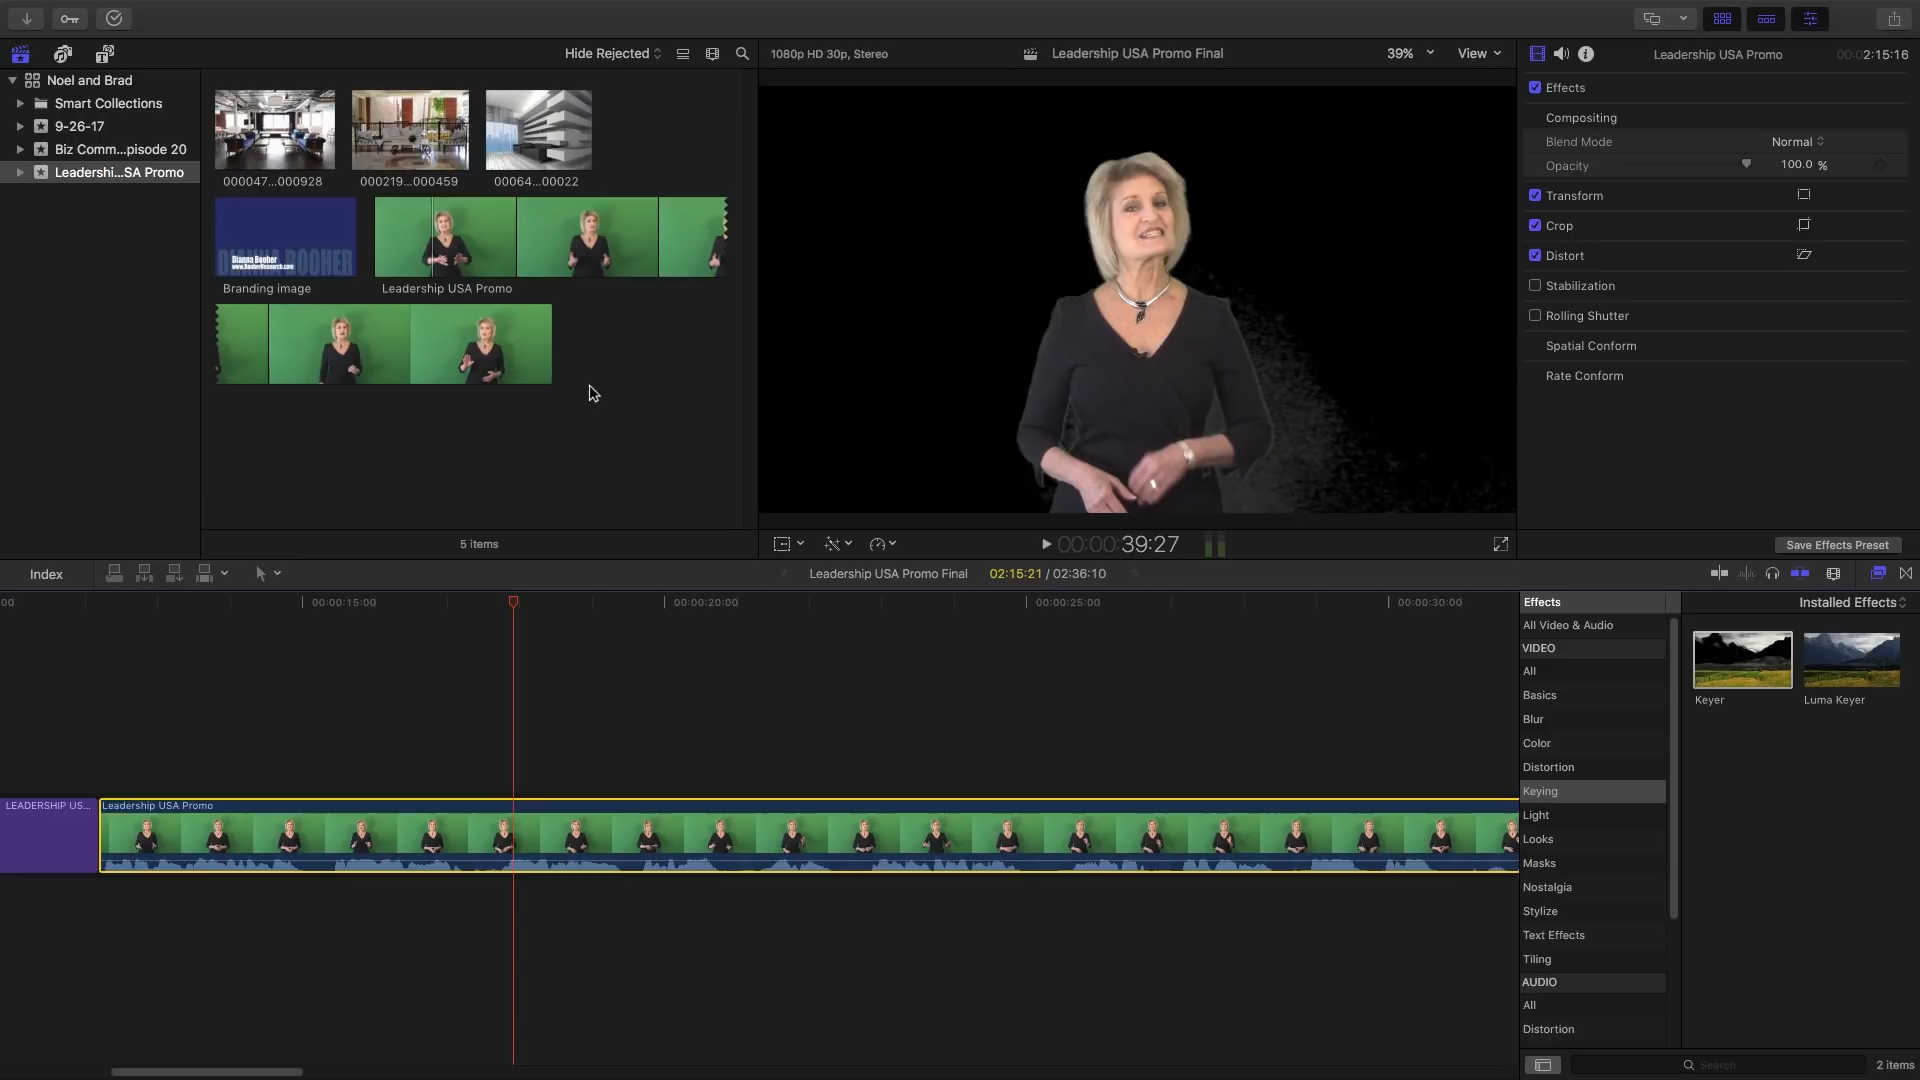 Hide Rejected
1080p HD 30p, Stereo
Leadership USA Promo Final
39%
View
Leadership USA Promo
00:02:15:16
Noel and Brad
Smart Collections
9-26-17
Biz Comm...pisode 20
Leadershi...SA Promo
000047...000928
000219...000459
00064...00022
DIANNA BOOHER
Dianna Booher
www.BooherResearch.com
Branding image
Leadership USA Promo
5 items
00:00:00:39:27
Effects
Compositing
Blend Mode
Normal
Opacity
100.0 %
Transform
Crop
Distort
Stabilization
Rolling Shutter
Spatial Conform
Rate Conform
Save Effects Preset
Index
Leadership USA Promo Final
02:15:21 / 02:36:10
00
00:00:15:00
00:00:20:00
00:00:25:00
00:00:30:00
LEADERSHIP US...
Leadership USA Promo
Effects
Installed Effects
All Video & Audio
VIDEO
All
Basics
Blur
Color
Distortion
Keying
Light
Looks
Masks
Nostalgia
Stylize
Text Effects
Tiling
AUDIO
All
Distortion
Keyer
Luma Keyer
Search
2 items